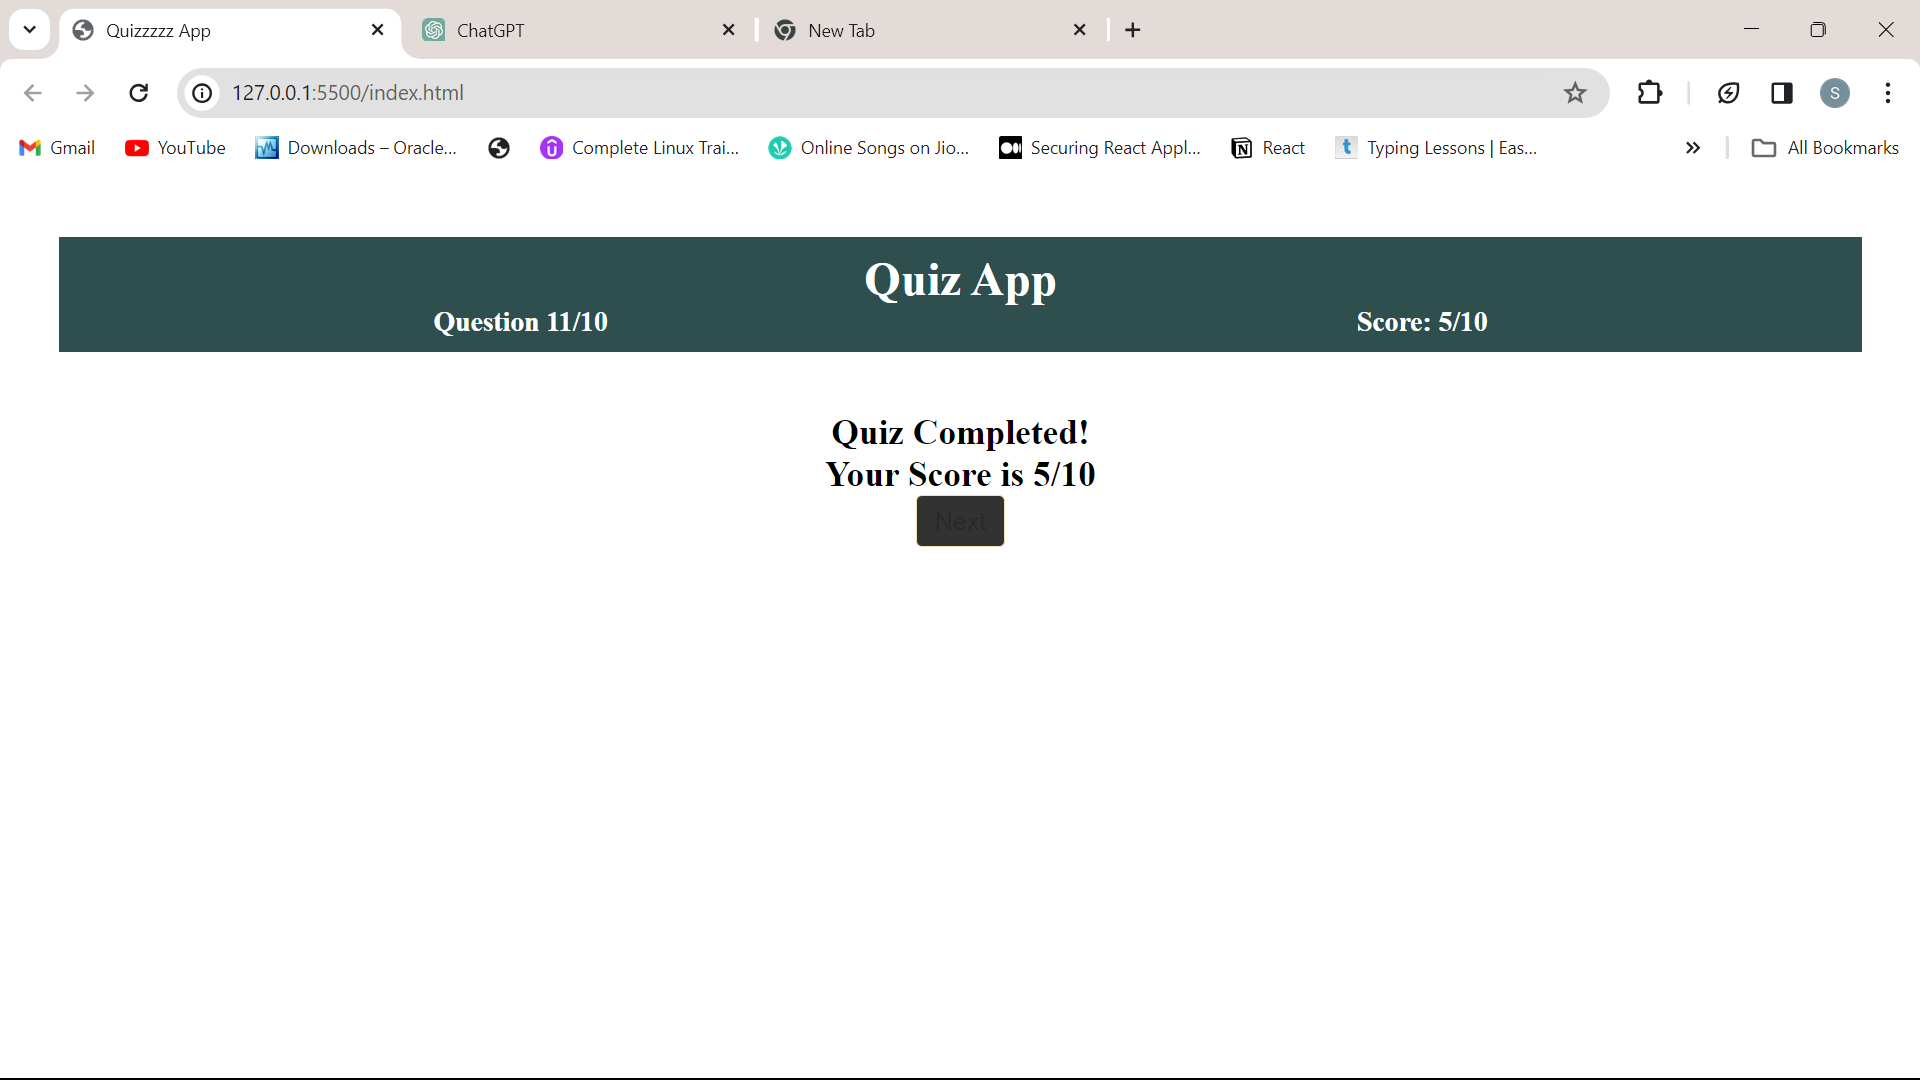 Quizzzzz App
ChatGPT
New Tab
127.0.0.1:5500/index.html
S
Gmail
YouTube
Downloads – Oracle...
Complete Linux Trai...
Online Songs on Jio...
Securing React Appl...
React
Typing Lessons | Eas...
All Bookmarks
Quiz App
Question 11/10
Score: 5/10
Quiz Completed!
Your Score is 5/10
Next